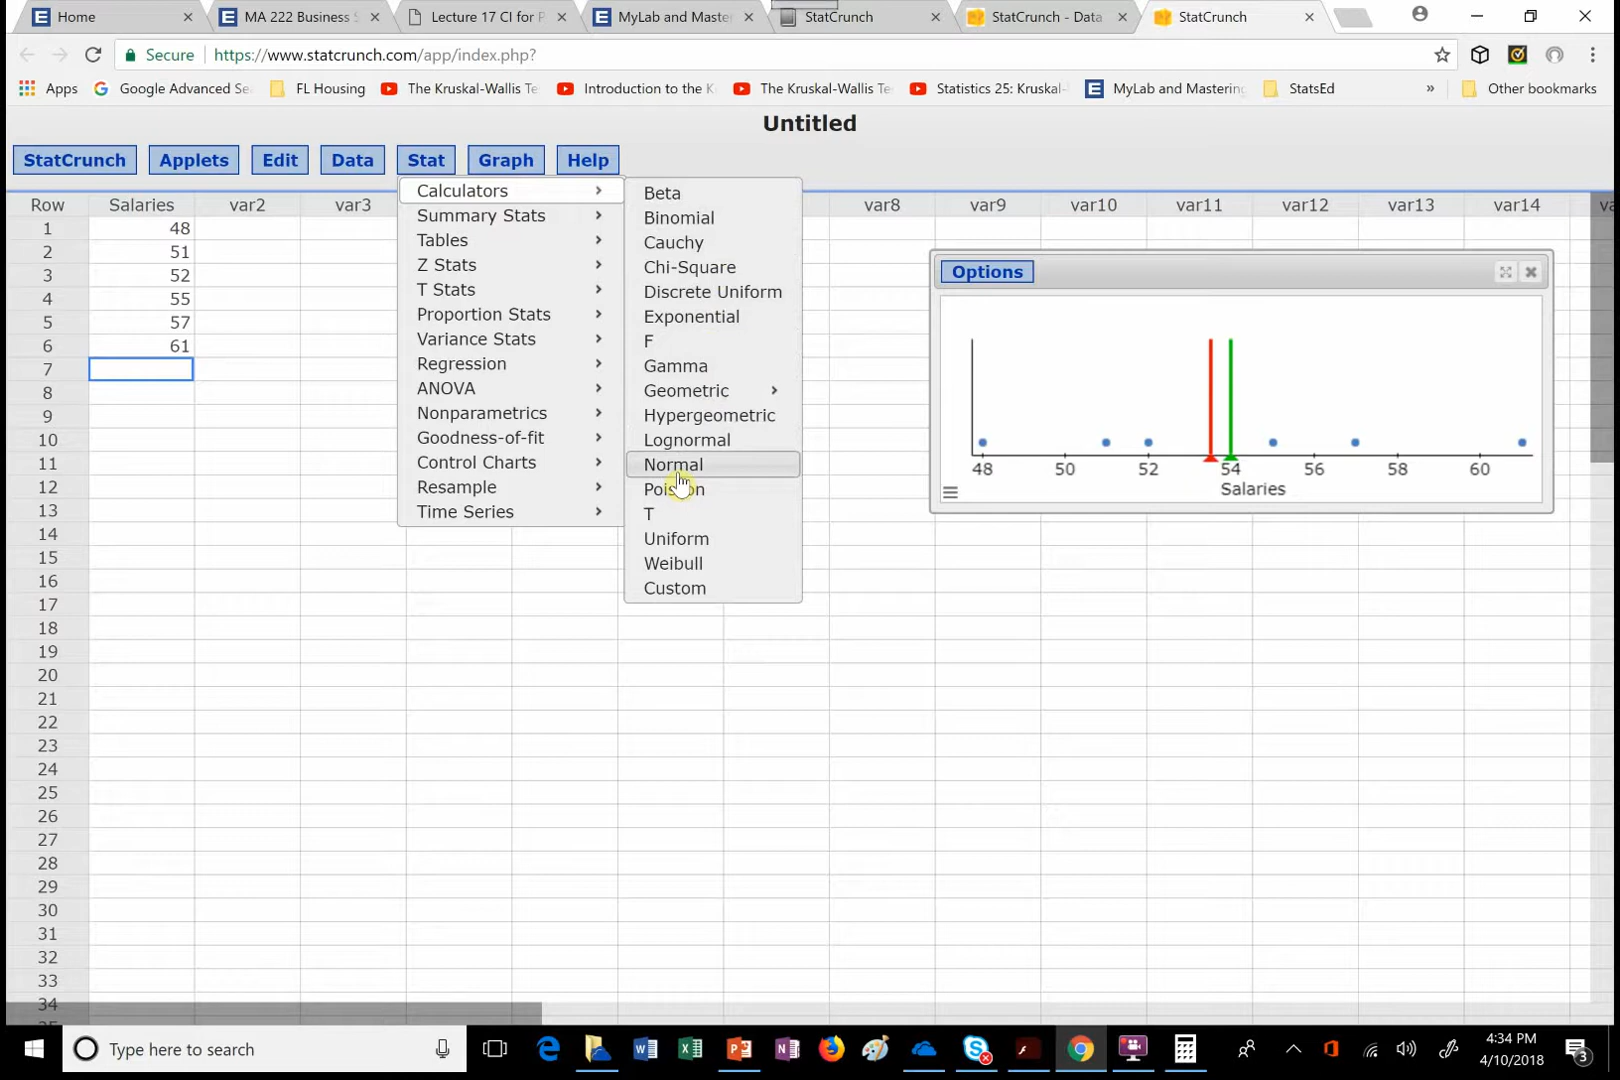 Home
MA 222 Business S
Lecture 17 CI for P
MyLab and Master
StatCrunch
StatCrunch - Data
StatCrunch
Secure
https://www.statcrunch.com/app/index.php?
Apps
Google Advanced Se
FL Housing
The Kruskal-Wallis Te
Introduction to the K
The Kruskal-Wallis Te
Statistics 25: Kruskal-
MyLab and Mastering
StatsEd
»
Other bookmarks
Untitled
StatCrunch
Applets
Edit
Data
Stat
Graph
Help
Row Salaries var2 var3 var8 var9 var10 var11 var12 var13 var14
1 48
2 51
3 52
4 55
5 57
6 61
7
8
9
10
11
12
13
14
15
16
17
18
19
20
21
22
23
24
25
26
27
28
29
30
31
32
33
34
Calculators
Summary Stats
Tables
Z Stats
T Stats
Proportion Stats
Variance Stats
Regression
ANOVA
Nonparametrics
Goodness-of-fit
Control Charts
Resample
Time Series
Beta
Binomial
Cauchy
Chi-Square
Discrete Uniform
Exponential
F
Gamma
Geometric
Hypergeometric
Lognormal
Normal
Poisson
T
Uniform
Weibull
Custom
Options
48 50 52 54 56 58 60
Salaries
Type here to search
4:34 PM
4/10/2018
3